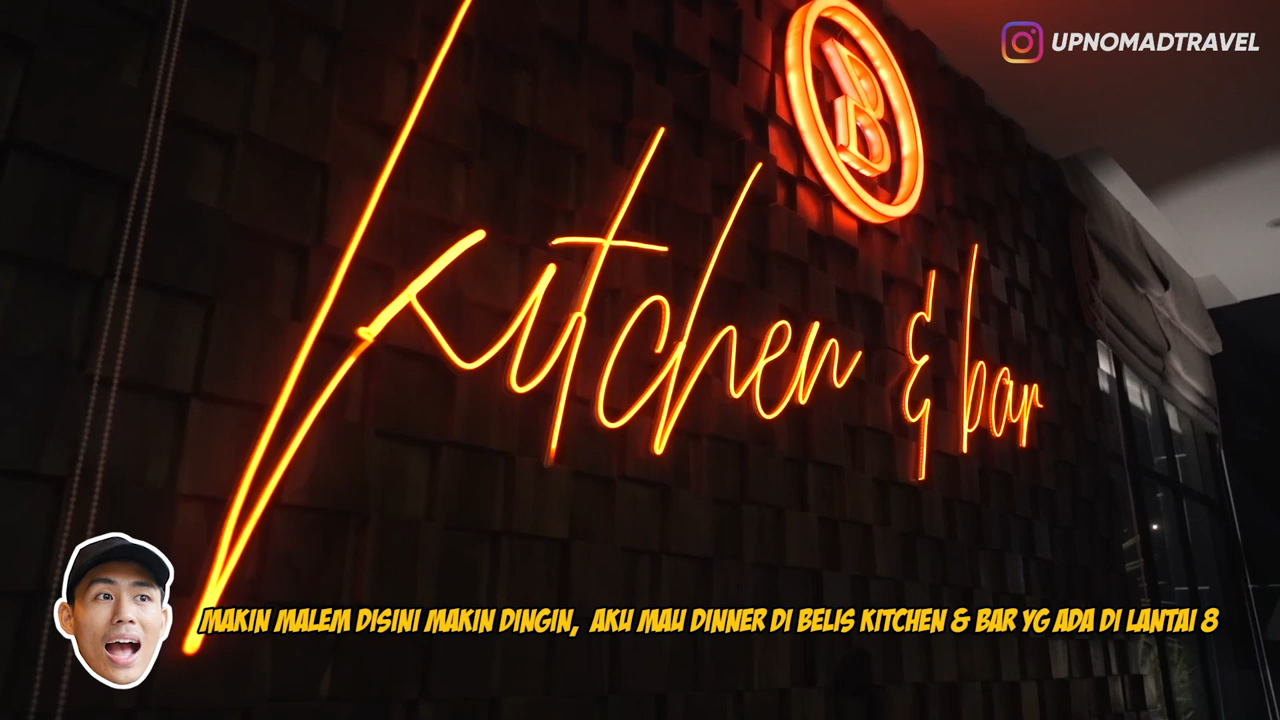 UPNOMADTRAVEL
kitchen & bar
MAKIN MALEM DISINI MAKIN DINGIN, AKU MAU DINNER DI BELIS KITCHEN & BAR YG ADA DI LANTAI 8